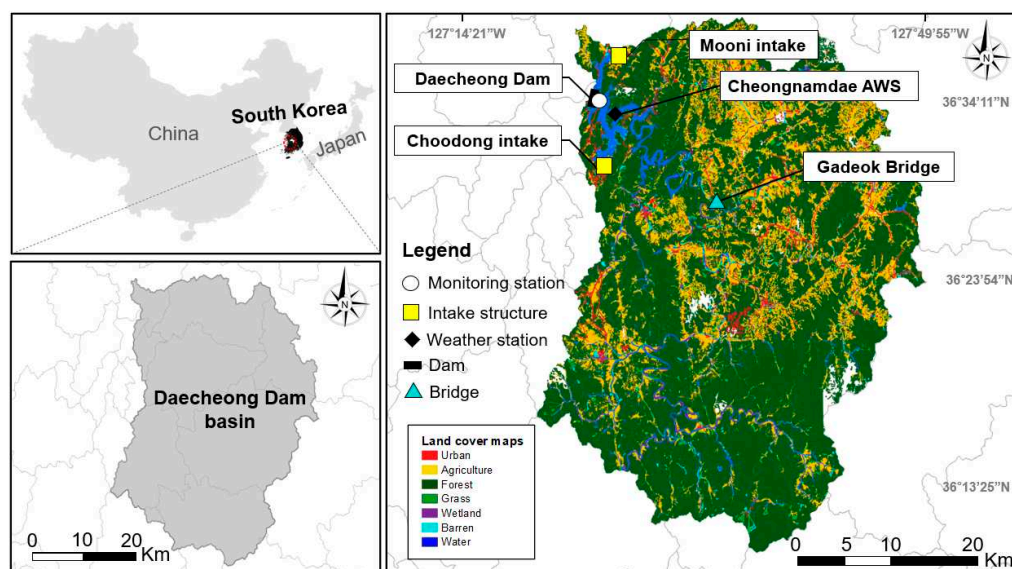 China
South Korea
Japan
N
Daecheong Dam
basin
0 10 20
Km
127°14'21”W
127°49'55”W
N
Mooni intake
Daecheong Dam
Cheongnamdae AWS
36°34'11”N
Choodong intake
Gadeok Bridge
Legend
Monitoring station
Intake structure
Weather station
Dam
Bridge
36°23'54”N
Land cover maps
Urban
Agriculture
Forest
Grass
Wetland
Barren
Water
36°13'25”N
0 5 10 20
Km